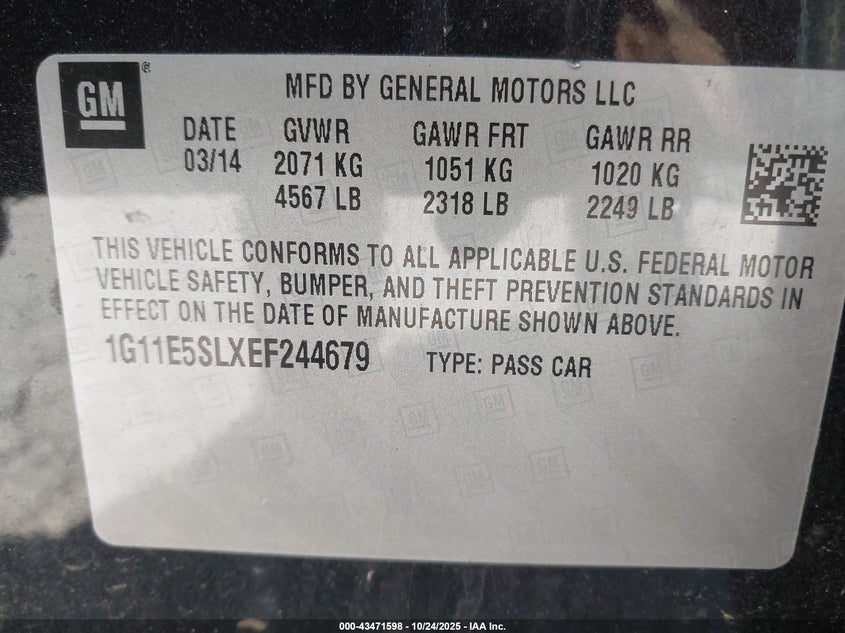 GM ®
MFD BY GENERAL MOTORS LLC
DATE GVWR GAWR FRT GAWR RR
03/14 2071 KG 1051 KG 1020 KG
4567 LB 2318 LB 2249 LB
THIS VEHICLE CONFORMS TO ALL APPLICABLE U.S. FEDERAL MOTOR
VEHICLE SAFETY, BUMPER, AND THEFT PREVENTION STANDARDS IN
EFFECT ON THE DATE OF MANUFACTURE SHOWN ABOVE.
1G11E5SLXEF244679 TYPE: PASS CAR
000-43471598 - 10/24/2025 - IAA Inc.